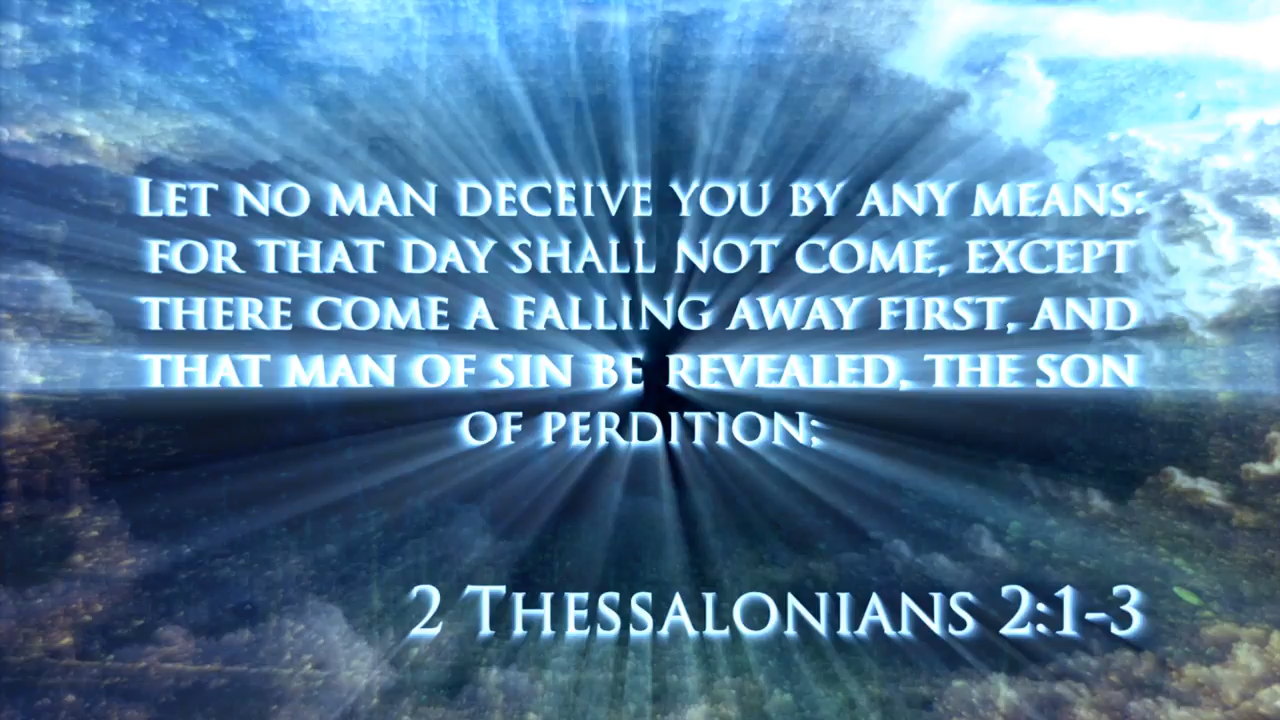 Let no man deceive you by any means:
for that day shall not come, except
there come a falling away first, and
that man of sin be revealed, the son
of perdition;
2 Thessalonians 2:1-3